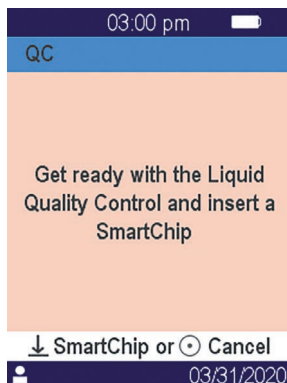 03:00 pm
QC
Get ready with the Liquid
Quality Control and insert a
SmartChip
SmartChip or Cancel
03/31/2020